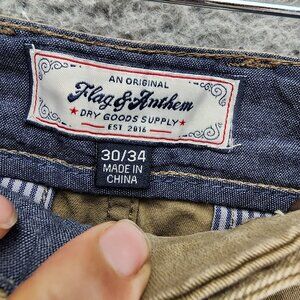 AN ORIGINAL
Flag & Anthem
DRY GOODS SUPPLY
EST 2016
30/34
MADE IN
CHINA